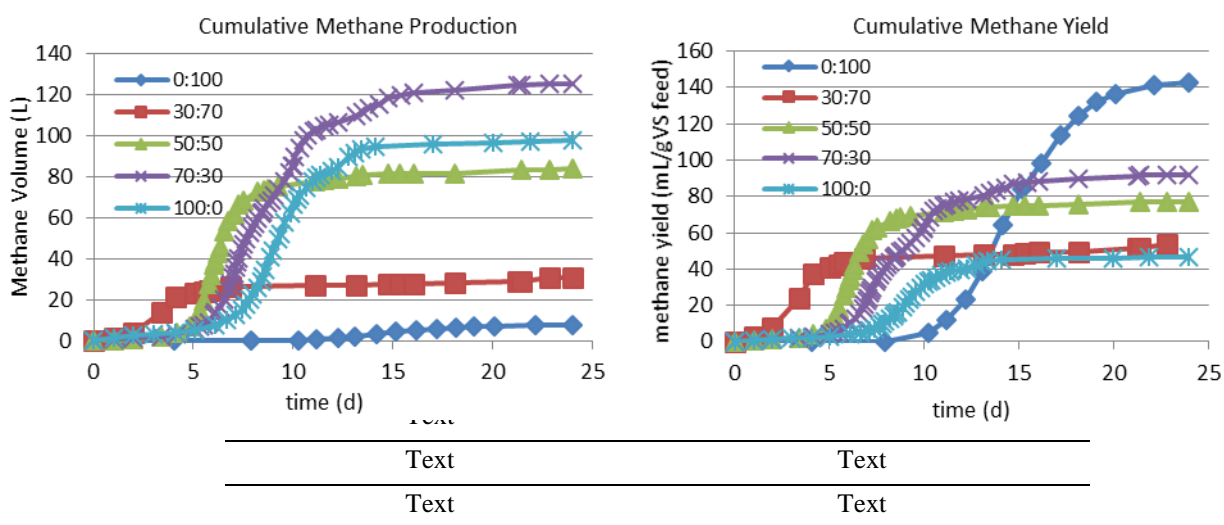 Cumulative Methane Production
Methane Volume (L)
140
120
100
80
60
40
20
0
0:100
30:70
50:50
70:30
100:0
0 5 10 15 20 25
time (d)
Cumulative Methane Yield
methane yield (mL/gVS feed)
160
140
120
100
80
60
40
20
0
0:100
30:70
50:50
70:30
100:0
0 5 10 15 20 25
time (d)
Text
Text Text
Text Text